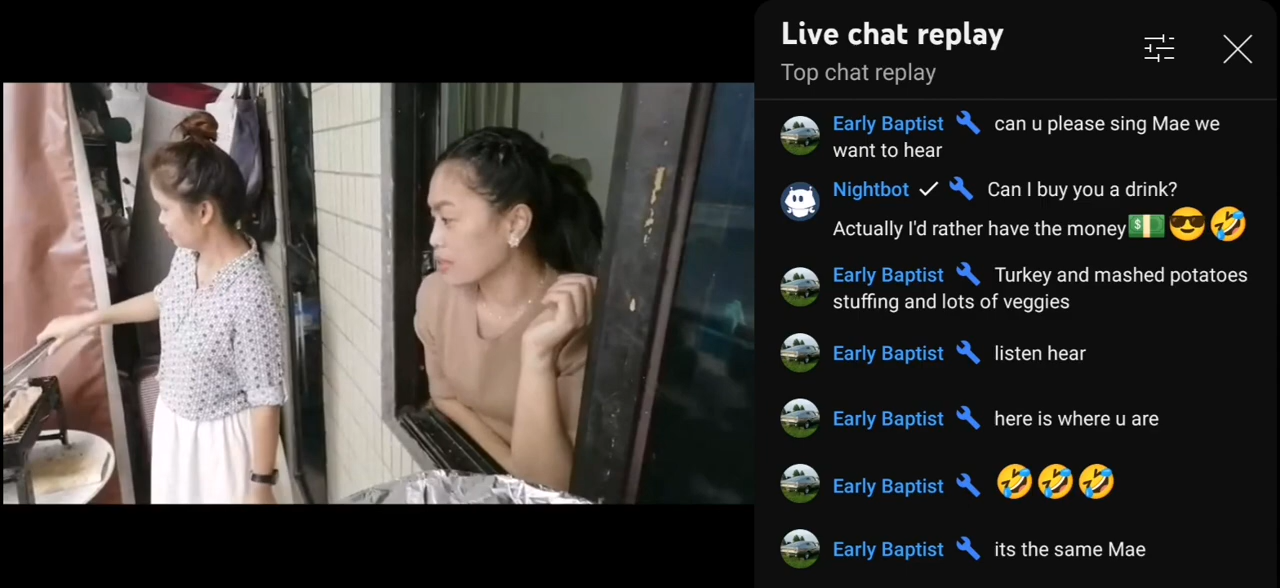 Live chat replay
Top chat replay
Early Baptist can u please sing Mae we
want to hear
Nightbot Can I buy you a drink?
Actually I'd rather have the money💵😎🤣
Early Baptist Turkey and mashed potatoes
stuffing and lots of veggies
Early Baptist listen hear
Early Baptist here is where u are
Early Baptist 🤣🤣🤣
Early Baptist its the same Mae